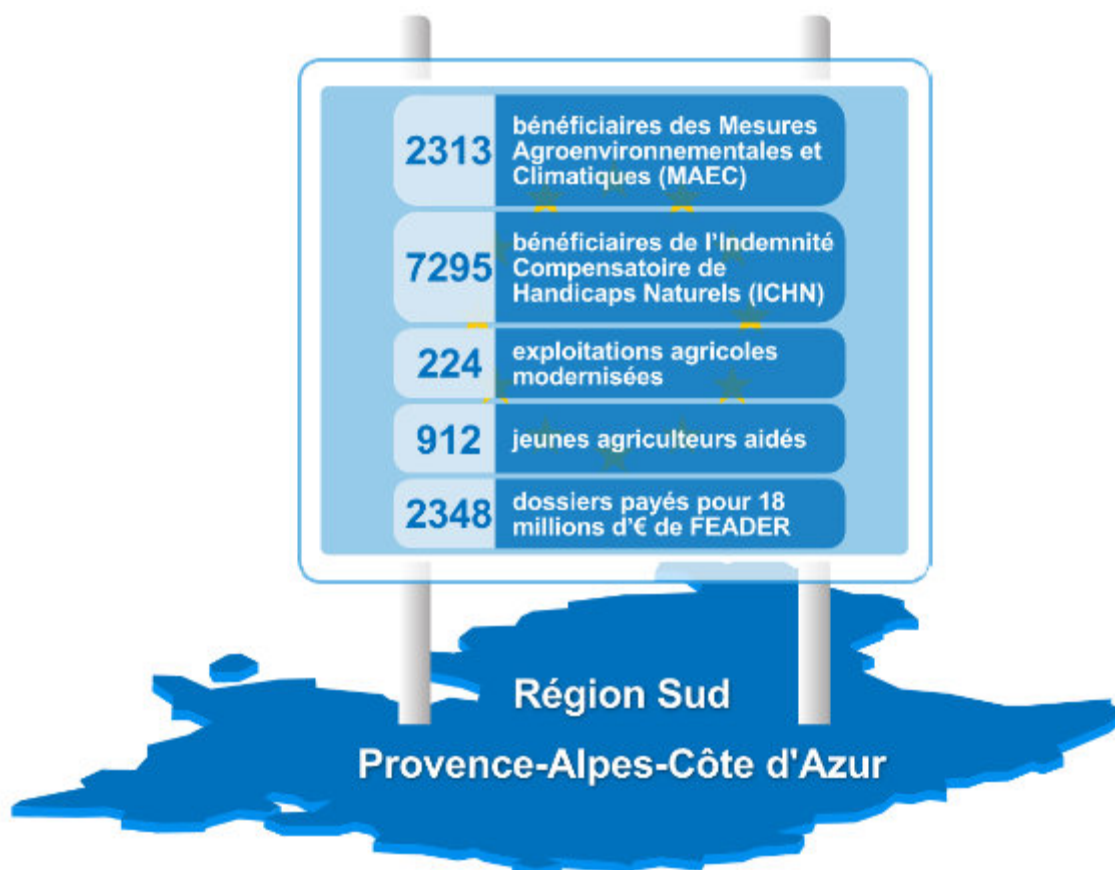 2313
bénéficiaires des Mesures
Agroenvironnementales et
Climatiques (MAEC)
7295
bénéficiaires de l'Indemnité
Compensatoire de
Handicaps Naturels (ICHN)
224
exploitations agricoles
modernisées
912
jeunes agriculteurs aidés
2348
dossiers payés pour 18
millions d'€ de FEADER
Région Sud
Provence-Alpes-Côte d'Azur